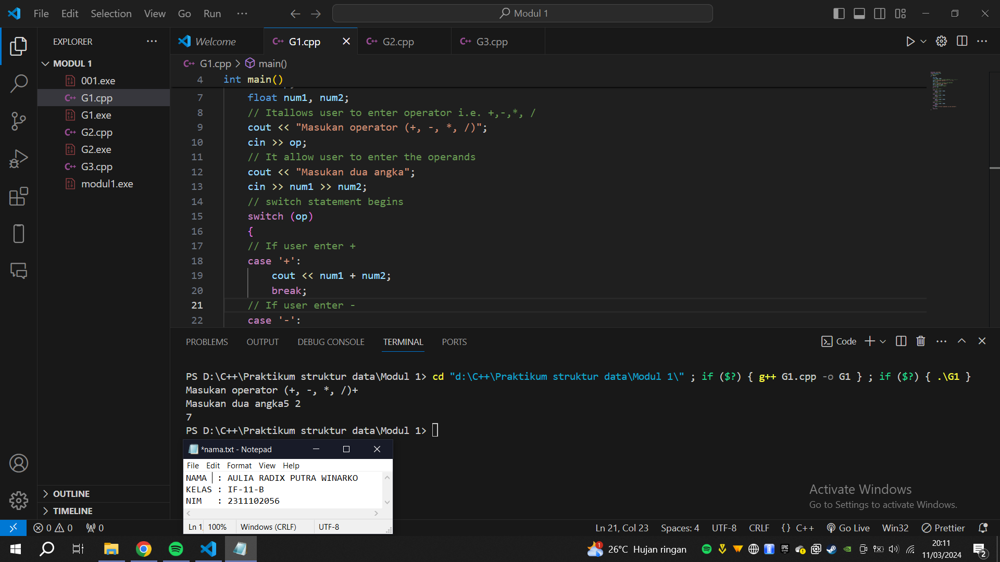 File Edit Selection View Go Run ···
Modul 1
EXPLORER
Welcome
G1.cpp
G2.cpp
G3.cpp
MODUL 1
001.exe
G1.cpp
G1.exe
G2.cpp
G2.exe
G3.cpp
modul1.exe
OUTLINE
TIMELINE
G1.cpp > main()
4 int main()
7 float num1, num2;
8 // Itallows user to enter operator i.e. +,-,*, /
9 cout << "Masukan operator (+, -, *, /)";
10 cin >> op;
11 // It allow user to enter the operands
12 cout << "Masukan dua angka";
13 cin >> num1 >> num2;
14 // switch statement begins
15 switch (op)
16 {
17 // If user enter +
18 case '+':
19 cout << num1 + num2;
20 break;
21 // If user enter -
22 case '-':
PROBLEMS OUTPUT DEBUG CONSOLE TERMINAL PORTS
Code
PS D:\C++\Praktikum struktur data\Modul 1> cd "d:\C++\Praktikum struktur data\Modul 1\" ; if ($?) { g++ G1.cpp -o G1 } ; if ($?) { .\G1 }
Masukan operator (+, -, *, /)+
Masukan dua angka5 2
7
PS D:\C++\Praktikum struktur data\Modul 1>
*nama.txt - Notepad
File Edit Format View Help
NAMA : AULIA RADIX PUTRA WINARKO
KELAS : IF-11-B
NIM : 2311102056
Ln 1, 100% Windows (CRLF) UTF-8
Activate Windows
Go to Settings to activate Windows.
0 0 0
Ln 21, Col 23 Spaces: 4 UTF-8 CRLF {} C++ Go Live Win32 Prettier
1 26°C Hujan ringan
20:11
11/03/2024
2